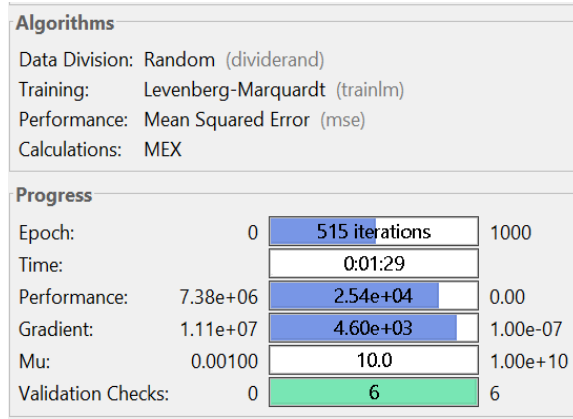 Algorithms
Data Division: Random (dividerand)
Training: Levenberg-Marquardt (trainlm)
Performance: Mean Squared Error (mse)
Calculations: MEX
Progress
Epoch: 0 515 iterations 1000
Time: 0:01:29
Performance: 7.38e+06 2.54e+04 0.00
Gradient: 1.11e+07 4.60e+03 1.00e-07
Mu: 0.00100 10.0 1.00e+10
Validation Checks: 0 6 6